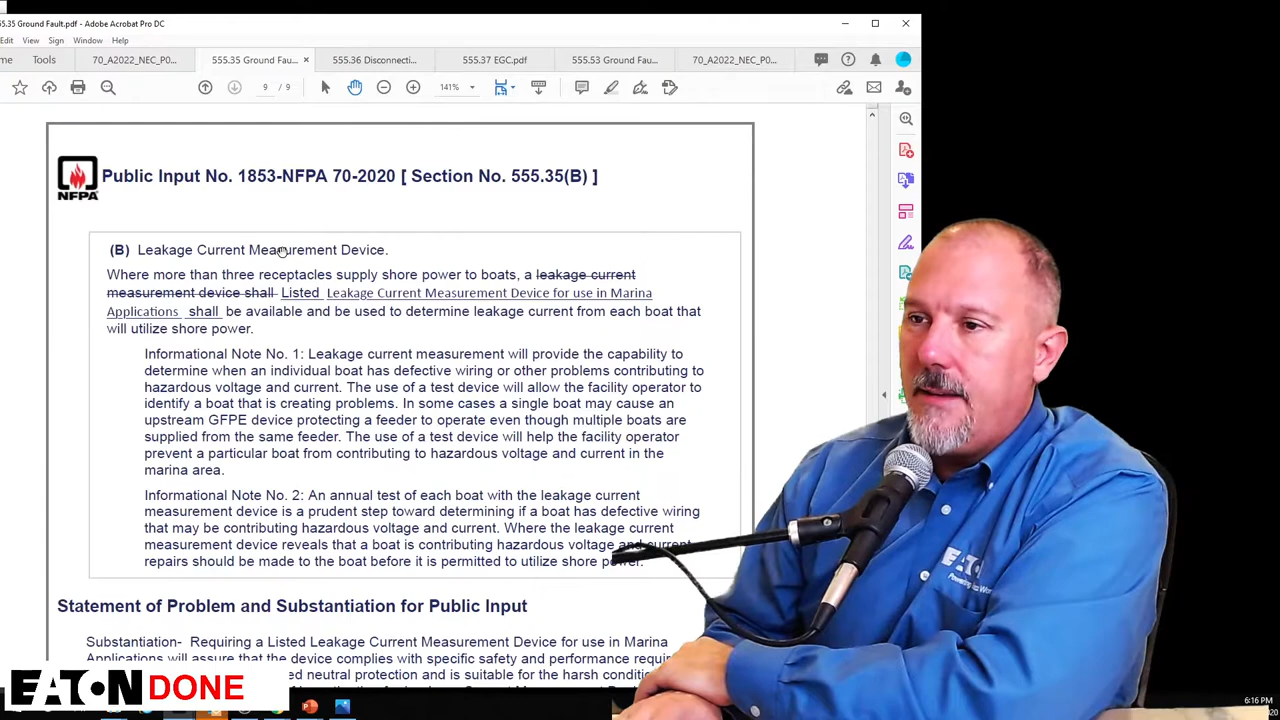 555.35 Ground Fault.pdf - Adobe Acrobat Pro DC
Edit View Sign Window Help
Tools 70_A2022_NEC_P0... 555.35 Ground Fau... × 555.36 Disconnecti... 555.37 EGC.pdf 555.53 Ground Fau... 70_A2022_NEC_P0...
9 / 9 141%
NFPA
Public Input No. 1853-NFPA 70-2020 [ Section No. 555.35(B) ]
(B) Leakage Current Measurement Device.
Where more than three receptacles supply shore power to boats, a leakage current
measurement device shall Listed Leakage Current Measurement Device for use in Marina
Applications shall be available and be used to determine leakage current from each boat that
will utilize shore power.
Informational Note No. 1: Leakage current measurement will provide the capability to
determine when an individual boat has defective wiring or other problems contributing to
hazardous voltage and current. The use of a test device will allow the facility operator to
identify a boat that is creating problems. In some cases a single boat may cause an
upstream GFPE device protecting a feeder to operate even though multiple boats are
supplied from the same feeder. The use of a test device will help the facility operator
prevent a particular boat from contributing to hazardous voltage and current in the
marina area.
Informational Note No. 2: An annual test of each boat with the leakage current
measurement device is a prudent step toward determining if a boat has defective wiring
that may be contributing hazardous voltage and current. Where the leakage current
measurement device reveals that a boat is contributing hazardous voltage and current
repairs should be made to the boat before it is permitted to utilize shore power.
Statement of Problem and Substantiation for Public Input
Substantiation- Requiring a Listed Leakage Current Measurement Device for use in Marina
Applications will assure that the device complies with specific safety and performance
neutral protection and is suitable for the harsh
EATON
Powering
EATON DONE
6:16 PM